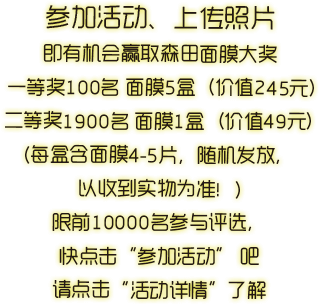 参加活动、上传照片
即有机会赢取森田面膜大奖
一等奖100名 面膜5盒（价值245元）
二等奖1900名 面膜1盒（价值49元）
(每盒含面膜4-5片，随机发放，
以收到实物为准！)
限前10000名参与评选，
快点击“参加活动” 吧
请点击“活动详情”了解